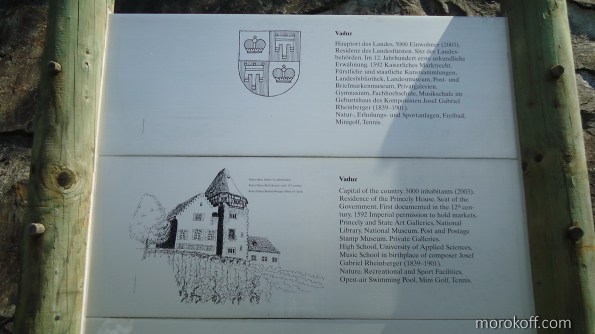 Vaduz
Hauptort des Landes. 5000 Einwohner (2003).
Residenz des Landesfürsten. Sitz der Landes-
behörden. Im 12. Jahrhundert erste urkundliche
Erwähnung. 1592 Kaiserliches Marktrecht.
Fürstliche und staatliche Kunstsammlungen,
Landesbibliothek, Landesmuseum, Post- und
Briefmarkenmuseum, Privatgalerien.
Gymnasium, Fachhochschule, Musikschule im
Geburtshaus des Komponisten Josef Gabriel
Rheinberger (1839–1901).
Natur-, Erholungs- und Sportanlagen, Freibad,
Minigolf, Tennis.
Vaduz
Capital of the country. 5000 inhabitants (2003).
Residence of the Princely House. Seat of the
Government. First documented in the 12th cen-
tury. 1592 Imperial permission to hold markets.
Princely and State Art Galleries, National
Library, National Museum, Post and Postage
Stamp Museum. Private Galleries.
High School, University of Applied Sciences,
Music School in birthplace of composer Josef
Gabriel Rheinberger (1839–1901).
Nature, Recreational and Sport Facilities,
Open-air Swimming Pool, Mini Golf, Tennis.
morokoff.com